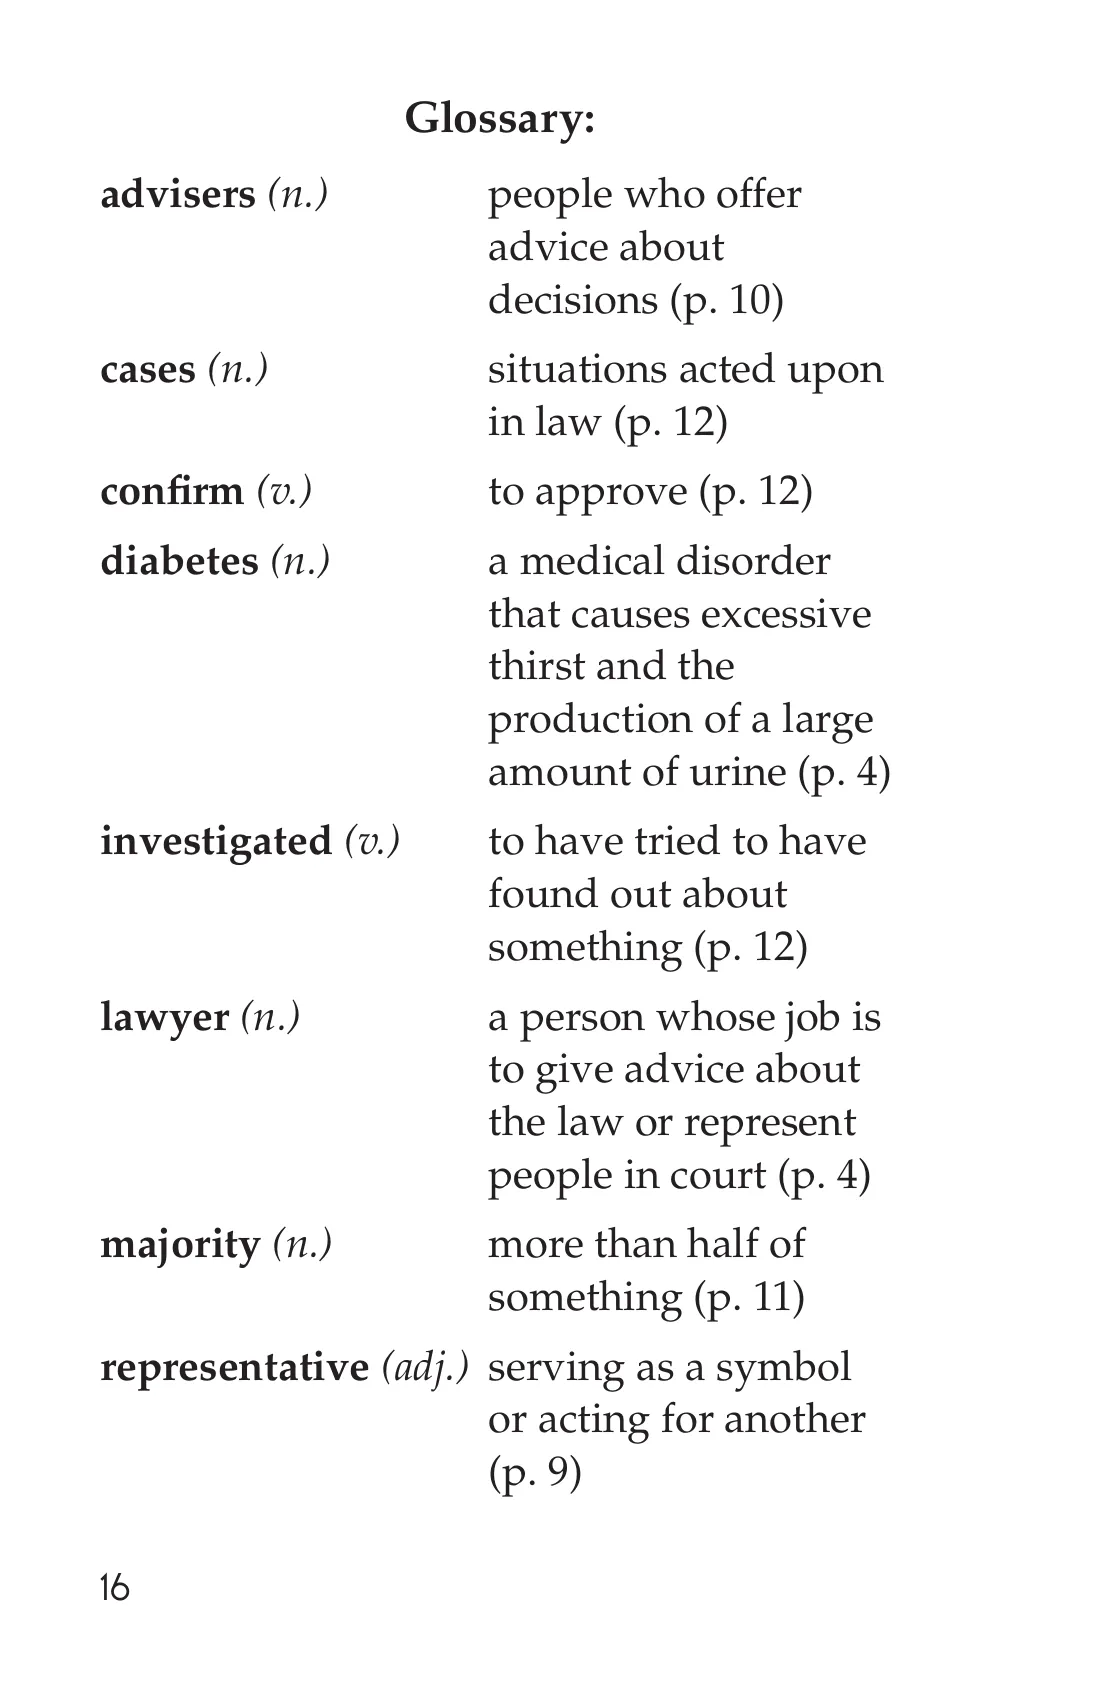 Glossary:
advisers (n.) people who offer
advice about
decisions (p. 10)
cases (n.) situations acted upon
in law (p. 12)
confirm (v.) to approve (p. 12)
diabetes (n.) a medical disorder
that causes excessive
thirst and the
production of a large
amount of urine (p. 4)
investigated (v.) to have tried to have
found out about
something (p. 12)
lawyer (n.) a person whose job is
to give advice about
the law or represent
people in court (p. 4)
majority (n.) more than half of
something (p. 11)
representative (adj.) serving as a symbol
or acting for another
(p. 9)
16